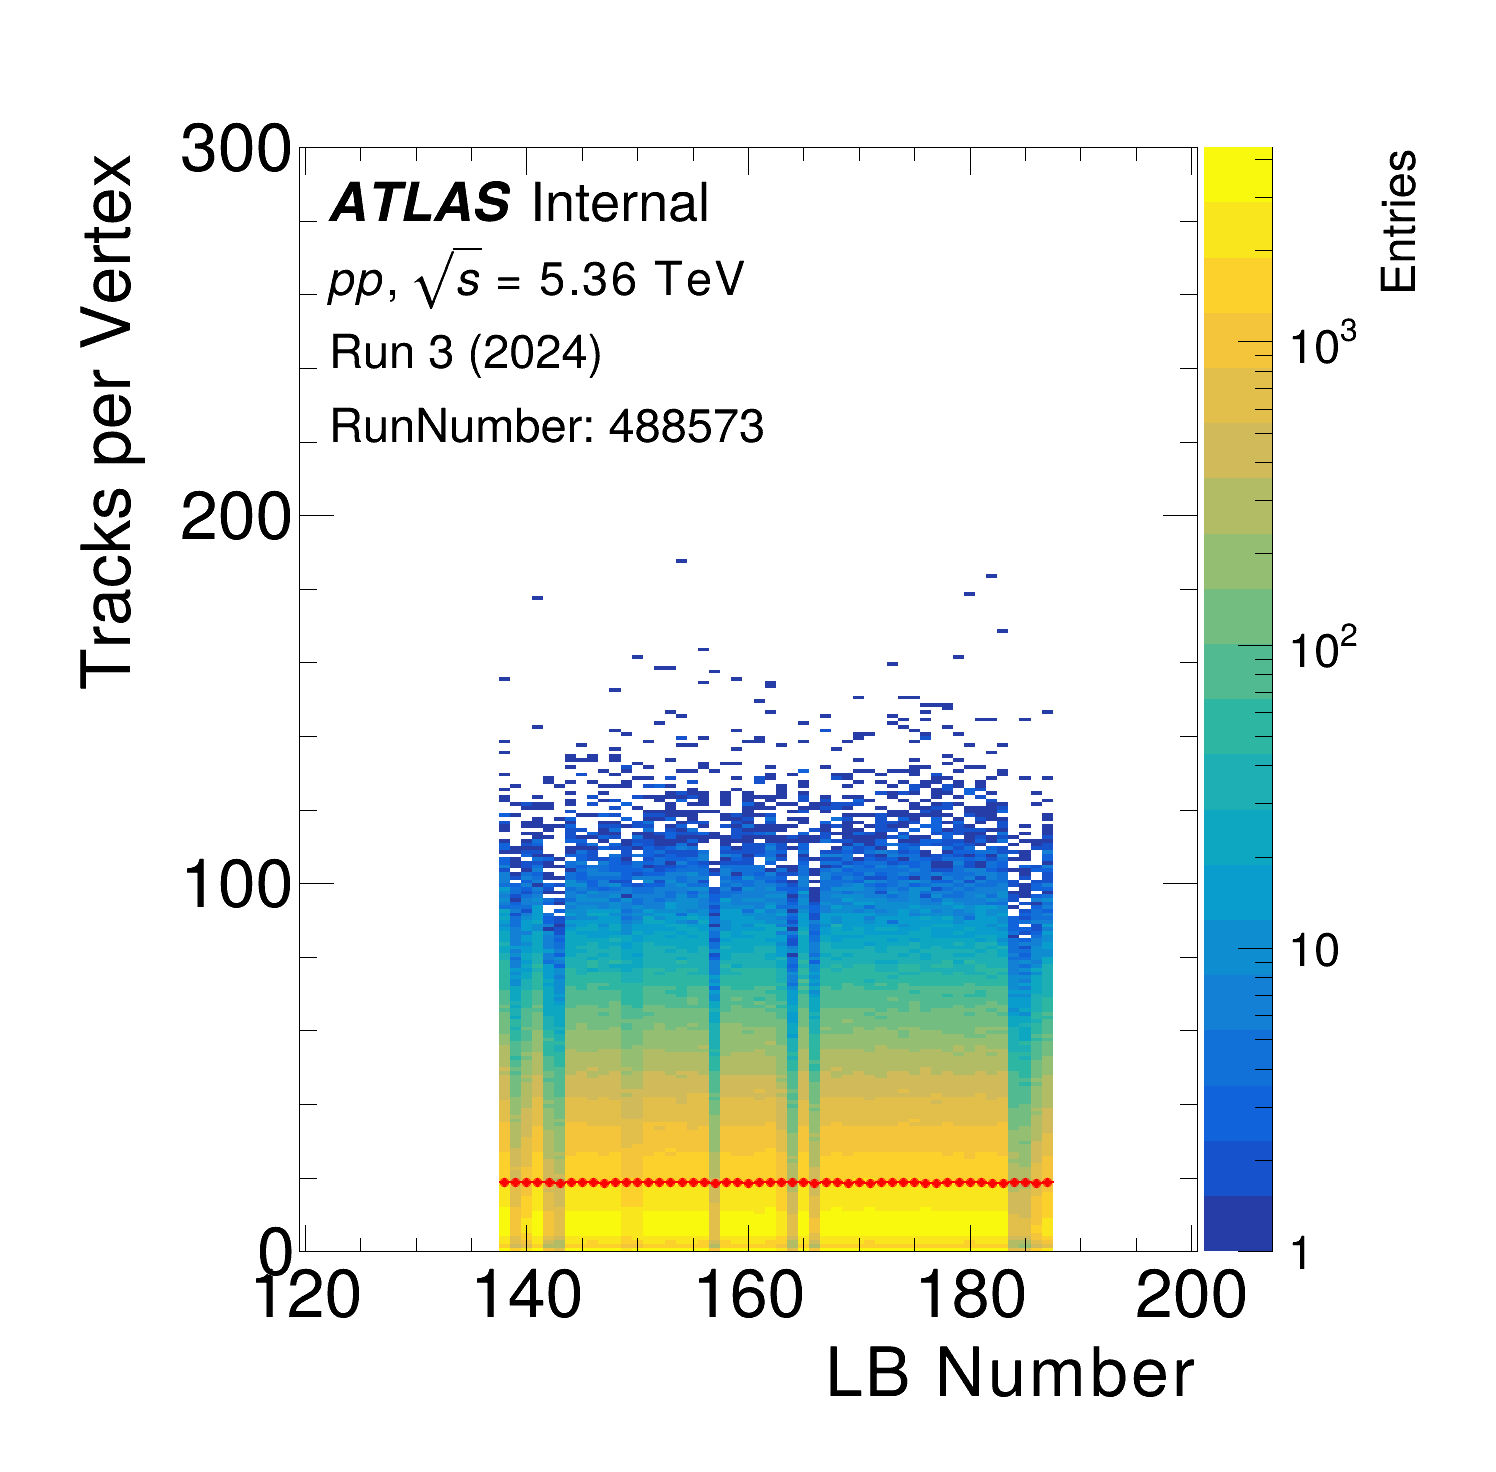 300
200
100
0
Tracks per Vertex
ATLAS Internal
pp, √s = 5.36 TeV
Run 3 (2024)
RunNumber: 488573
120 140 160 180 200
LB Number
Entries
10³
10²
10
1